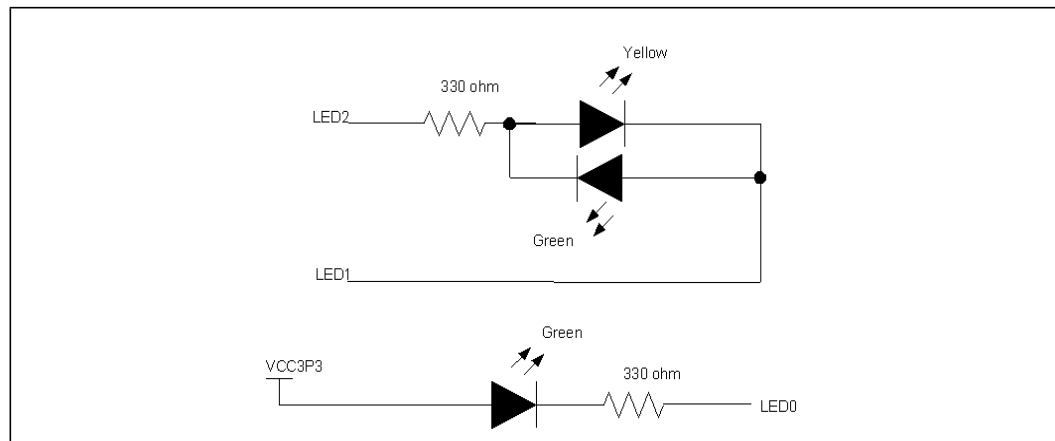 Yellow
330 ohm
LED2
Green
LED1
Green
VCC3P3
330 ohm
LED0